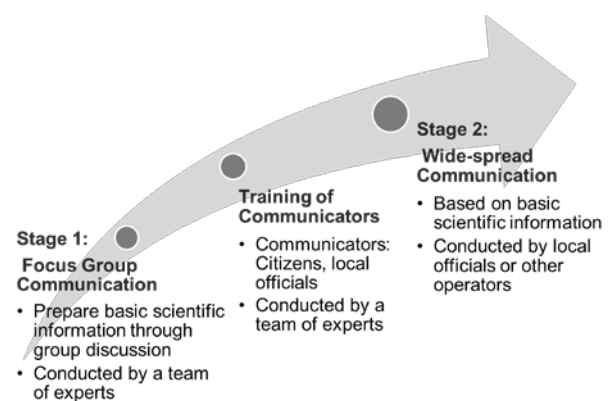 Stage 1:
Focus Group
Communication
• Prepare basic scientific
information through
group discussion
• Conducted by a team
of experts
Training of
Communicators
• Communicators:
Citizens, local
officials
• Conducted by a
team of experts
Stage 2:
Wide-spread
Communication
• Based on basic
scientific information
• Conducted by local
officials or other
operators